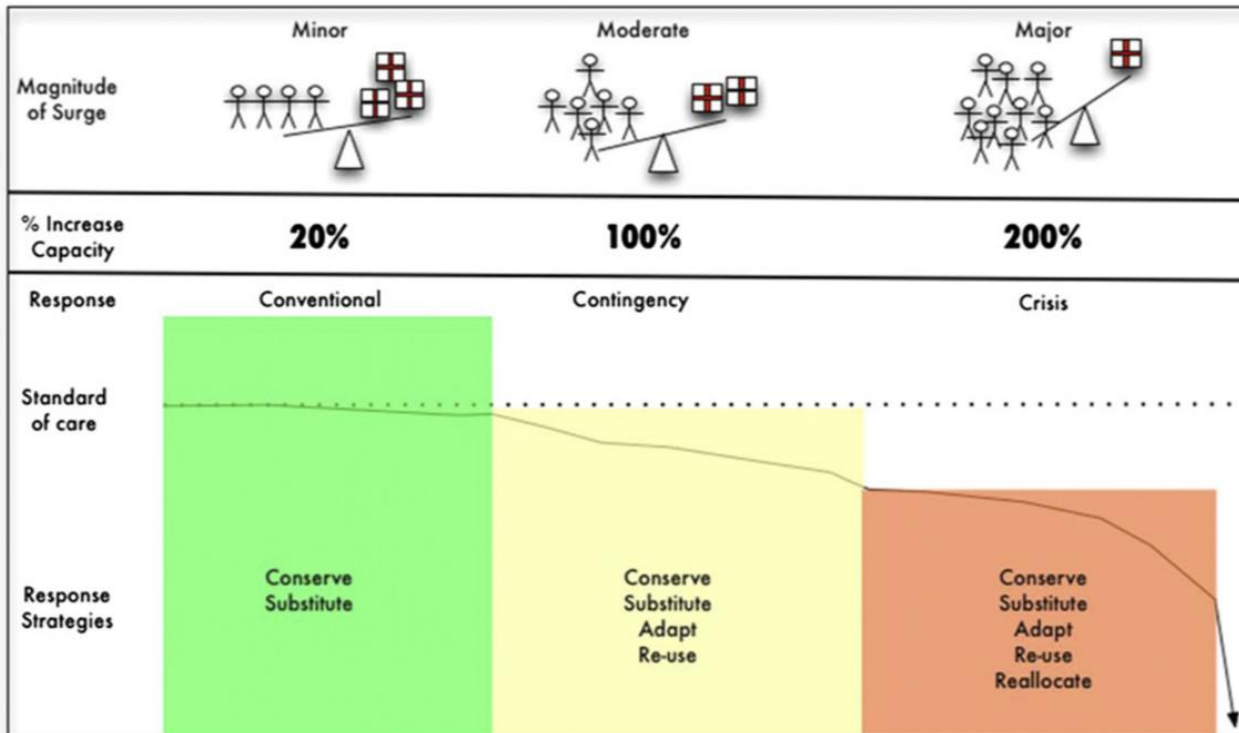 Minor
Moderate
Major
Magnitude
of Surge
% Increase
Capacity
20%
100%
200%
Response
Conventional
Contingency
Crisis
Standard
of care
Response
Strategies
Conserve
Substitute
Conserve
Substitute
Adapt
Re-use
Conserve
Substitute
Adapt
Re-use
Reallocate